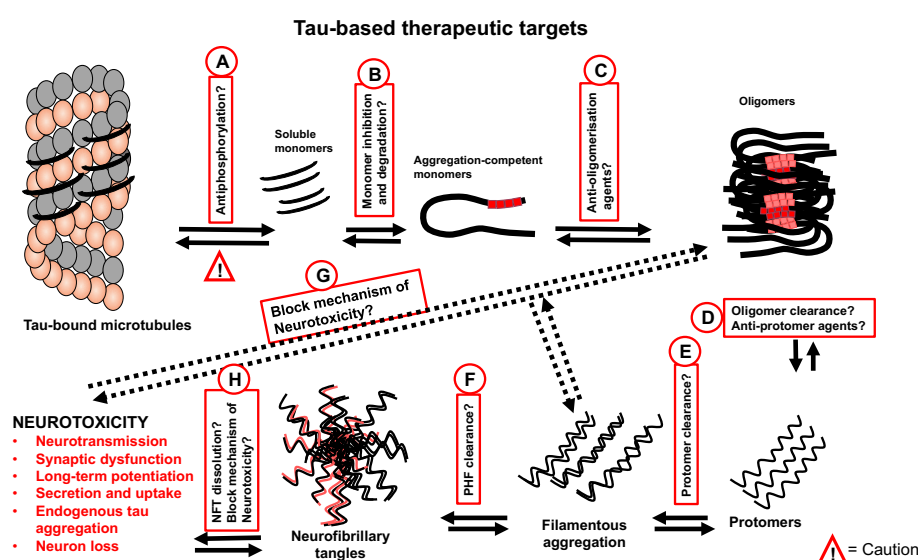 Tau-based therapeutic targets
A
Antiphosphorylation?
B
Monomer inhibition
and degradation?
C
Anti-oligomerisation
agents?
Oligomers
Soluble
monomers
Aggregation-competent
monomers
!
Tau-bound microtubules
G
Block mechanism of
Neurotoxicity?
D
Oligomer clearance?
Anti-protomer agents?
E
Protomer clearance?
F
PHF clearance?
H
NFT dissolution?
Block mechanism of
Neurotoxicity?
NEUROTOXICITY
• Neurotransmission
• Synaptic dysfunction
• Long-term potentiation
• Secretion and uptake
• Endogenous tau
aggregation
• Neuron loss
Neurofibrillary
tangles
Filamentous
aggregation
Protomers
! = Caution